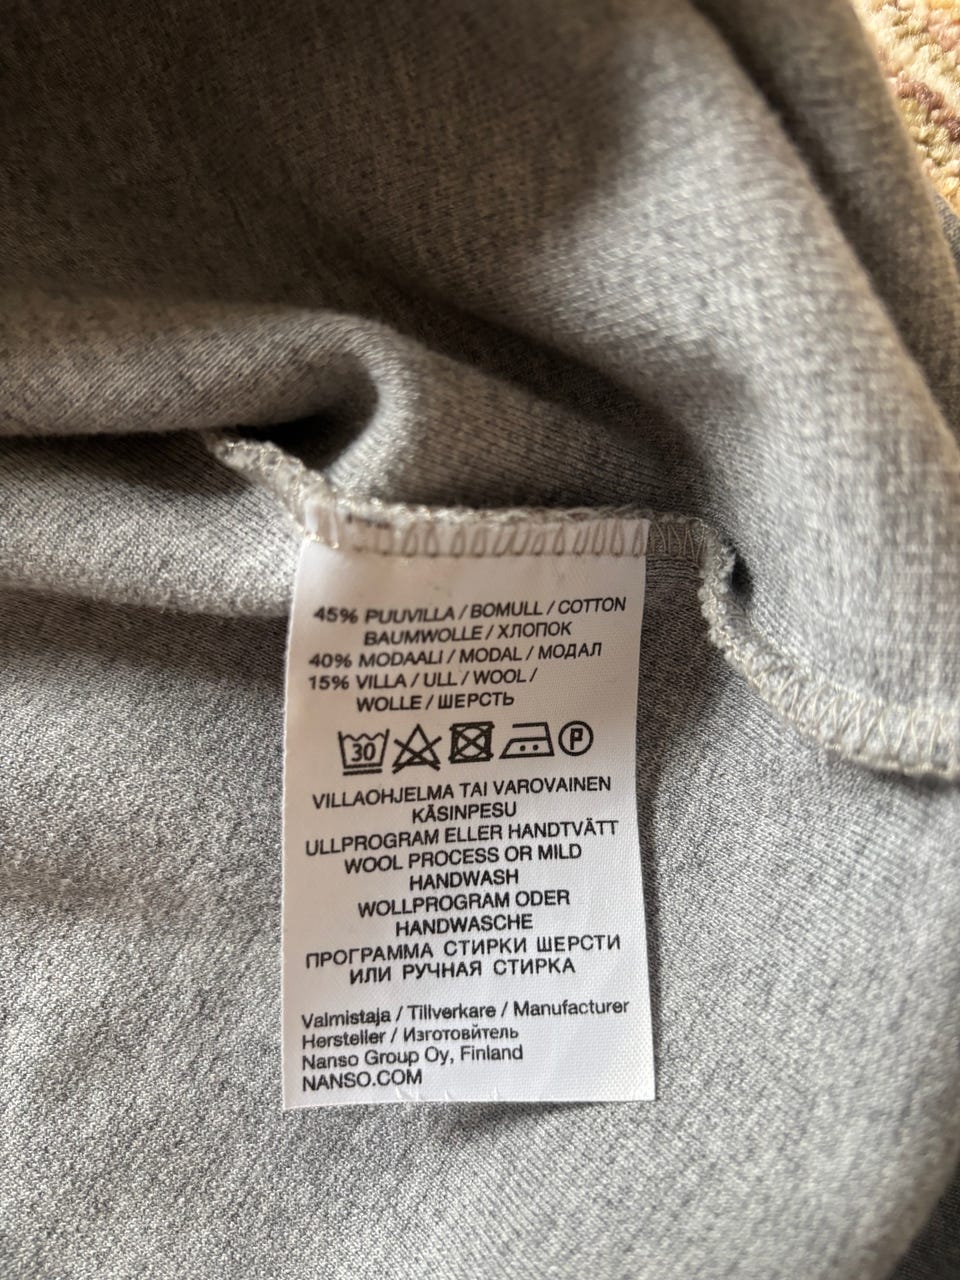 45% PUUVILLA / BOMULL / COTTON
BAUMWOLLE / ХЛОПОК
40% MODAALI / MODAL / МОДАЛ
15% VILLA / ULL / WOOL /
WOLLE / ШЕРСТЬ
30 P
VILLAOHJELMA TAI VAROVAINEN
KÄSINPESU
ULLPROGRAM ELLER HANDTVÄTT
WOOL PROCESS OR MILD
HANDWASH
WOLLPROGRAM ODER
HANDWASCHE
ПРОГРАММА СТИРКИ ШЕРСТИ
ИЛИ РУЧНАЯ СТИРКА
Valmistaja / Tillverkare / Manufacturer
Hersteller / Изготовйтель
Nanso Group Oy, Finland
NANSO.COM